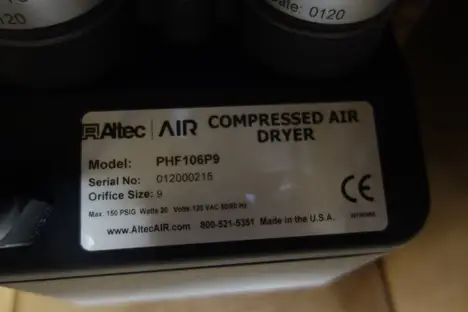 120
ate: 0120
Altec | AIR COMPRESSED AIR
DRYER
Model: PHF106P9
Serial No: 012000215
Orifice Size: 9
Max. 150 PSIG Watts 20 Volts 120 VAC 50/60 Hz
www.AltecAIR.com 800-521-5351 Made in the U.S.A.
CE